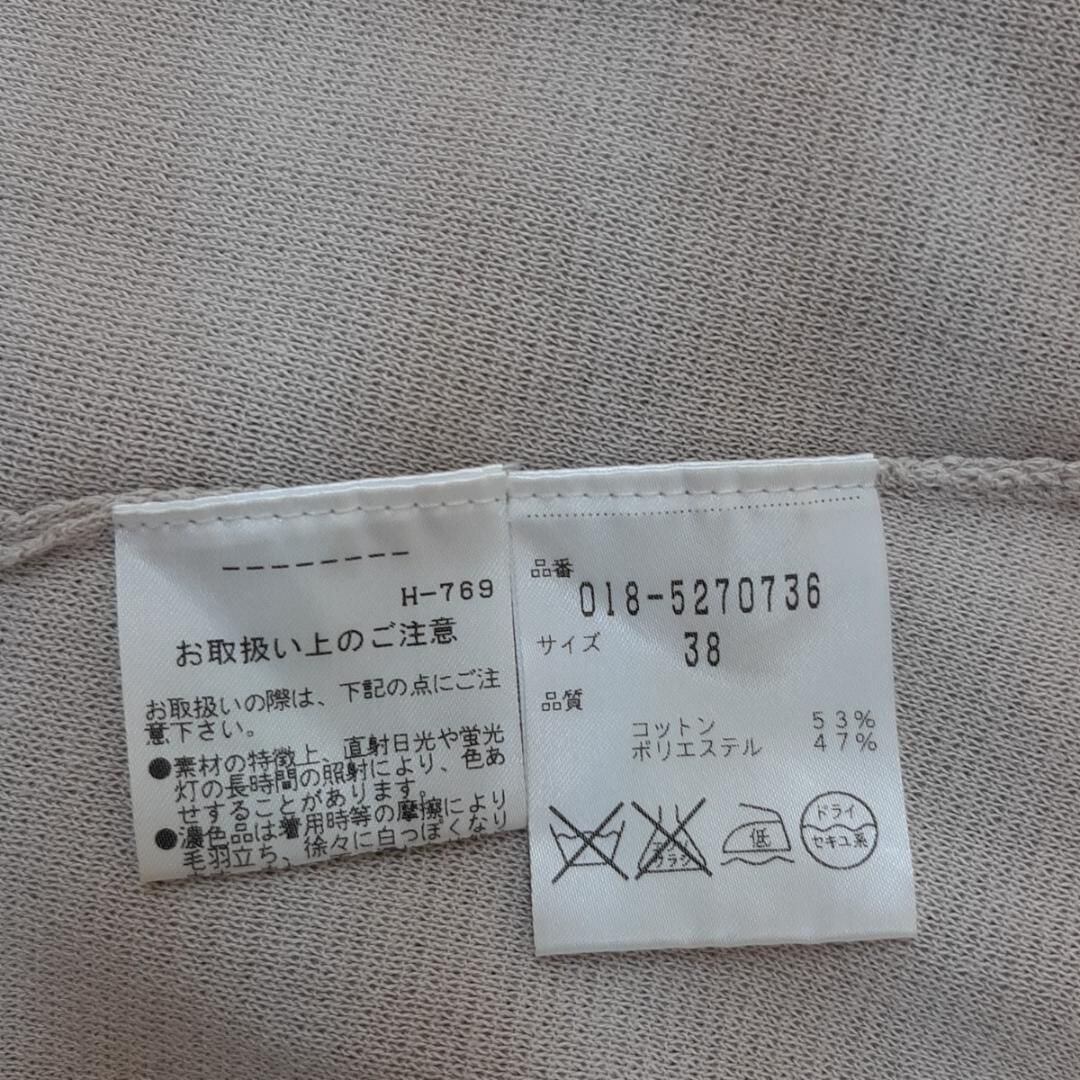 H-769
お取扱い上のご注意
お取扱いの際は、下記の点にご注
意下さい。
●素材の特徴上、直射日光や蛍光
灯の長時間の照射により、色あ
せすることがあります。
●濃色品は着用時等の摩擦により
毛羽立ち、徐々に白っぽくなり
品番
018-5270736
サイズ 38
品質
コットン 53%
ポリエステル 47%
低
ドライ
セキユ系